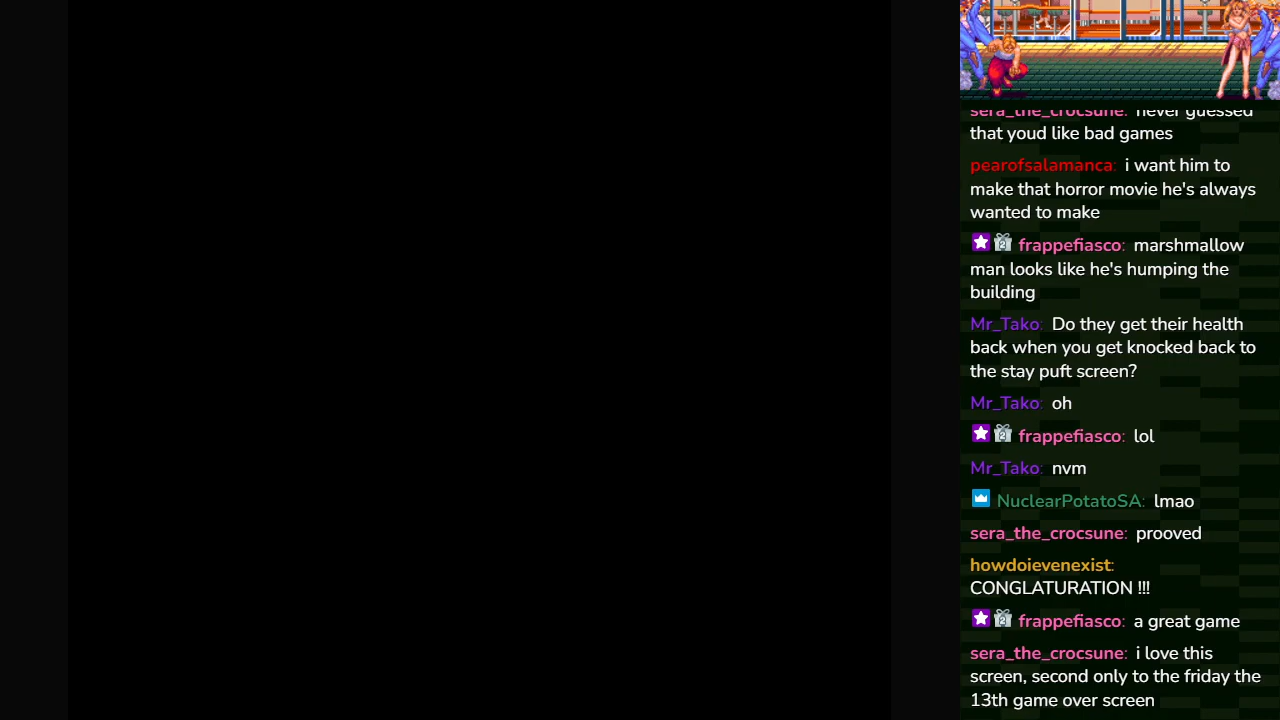 sera_the_crocsune: never guessed
that youd like bad games
pearofsalamanca: i want him to
make that horror movie he's always
wanted to make
frappefiasco: marshmallow
man looks like he's humping the
building
Mr_Tako: Do they get their health
back when you get knocked back to
the stay puft screen?
Mr_Tako: oh
frappefiasco: lol
Mr_Tako: nvm
NuclearPotatoSA: lmao
sera_the_crocsune: prooved
howdoievenexist:
CONGLATURATION !!!
frappefiasco: a great game
sera_the_crocsune: i love this
screen, second only to the friday the
13th game over screen